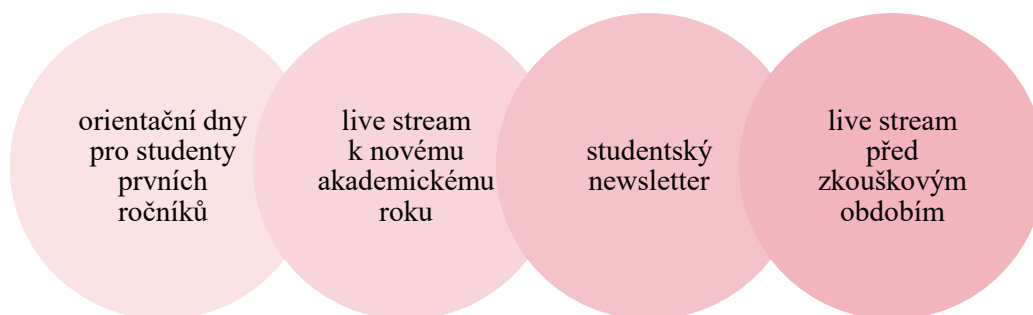 orientační dny
pro studenty
prvních
ročníků
live stream
k novému
akademickému
roku
studentský
newsletter
live stream
před
zkouškovým
obdobím